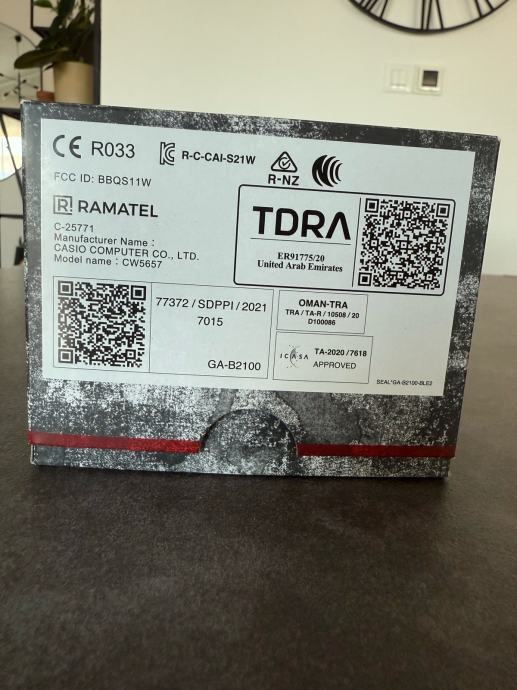 CE R033
R-C-CAI-S21W
R-NZ
FCC ID: BBQS11W
R RAMATEL
C-25771
Manufacturer Name :
CASIO COMPUTER CO., LTD.
Model name : CW5657
TDRA
ER91775/20
United Arab Emirates
77372 / SDPPI / 2021
7015
GA-B2100
OMAN-TRA
TRA / TA-R / 10508 / 20
D100086
ICASA
TA-2020 / 7618
APPROVED
SEAL*GA-B2100-BLE2